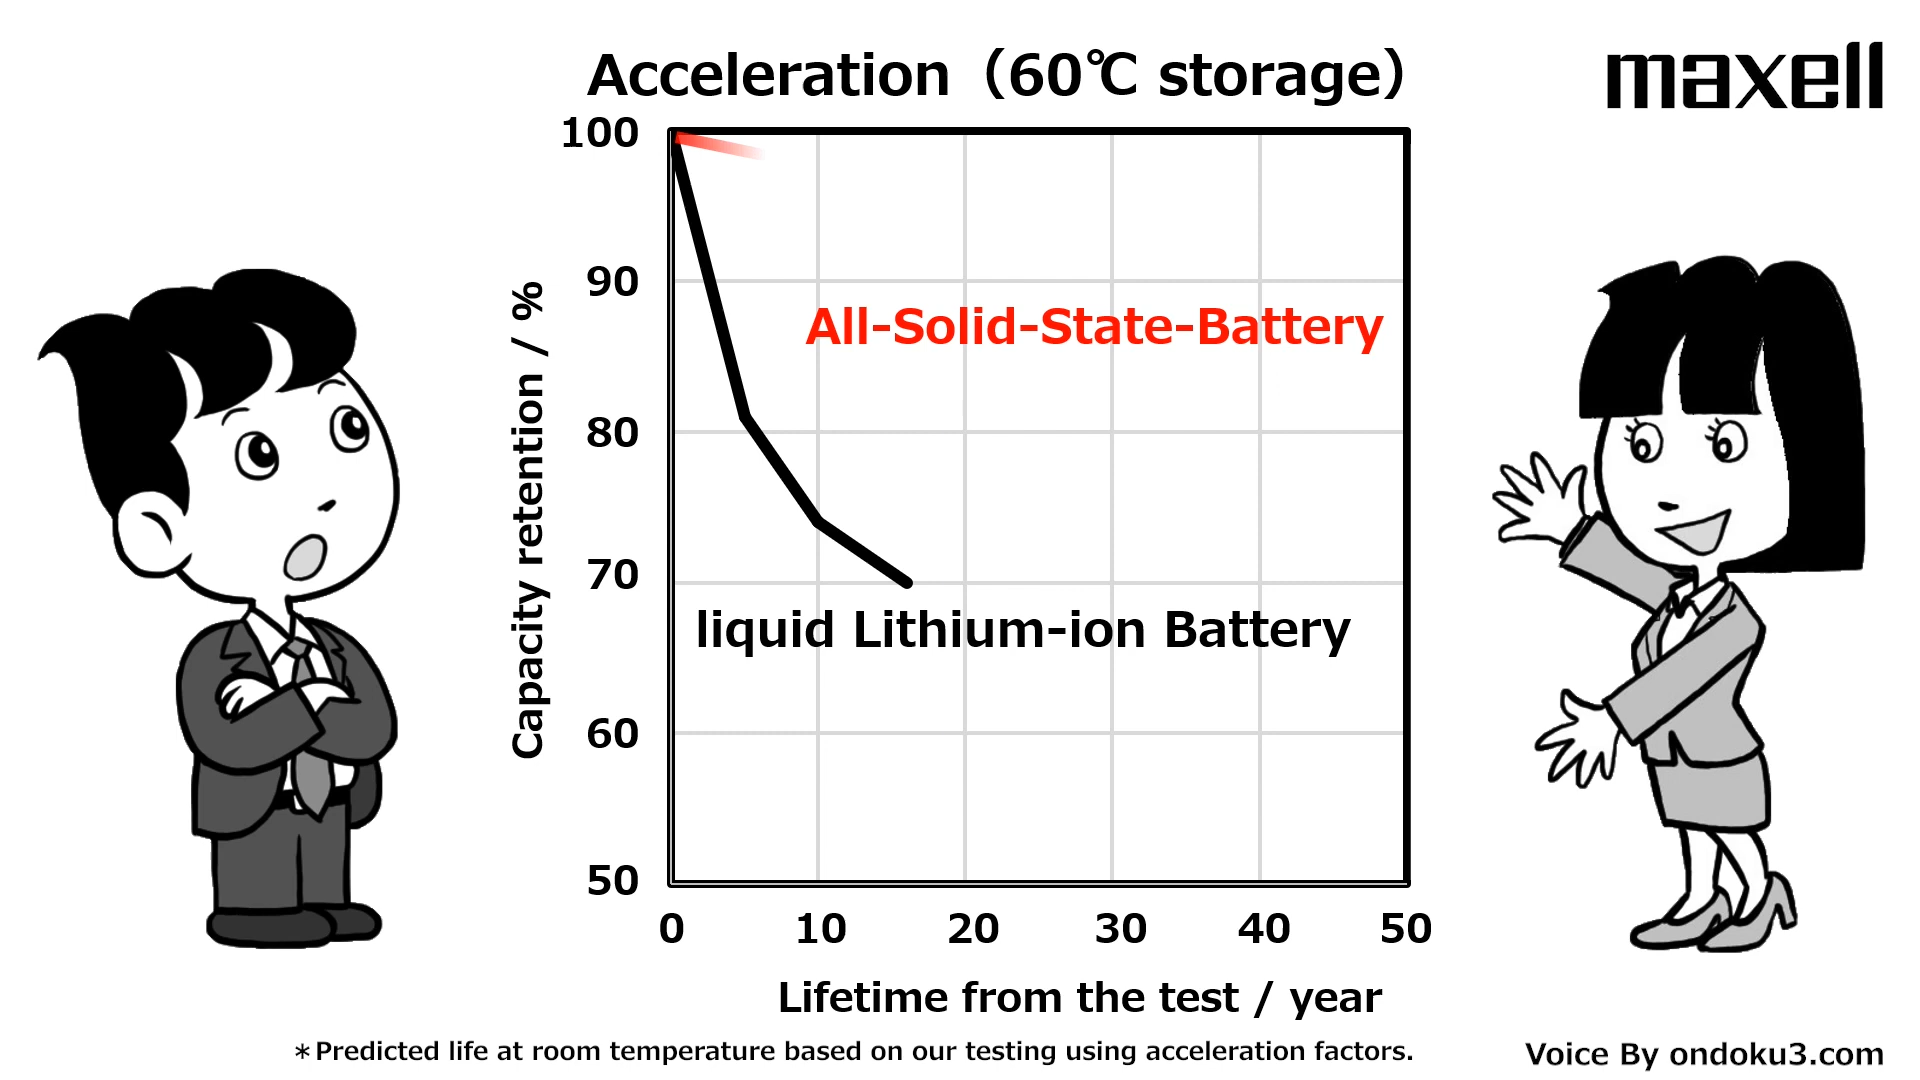 Acceleration（60℃ storage）
maxell
100
90
80
70
60
50
Capacity retention / %
All-Solid-State-Battery
liquid Lithium-ion Battery
0 10 20 30 40 50
Lifetime from the test / year
＊Predicted life at room temperature based on our testing using acceleration factors.
Voice By ondoku3.com